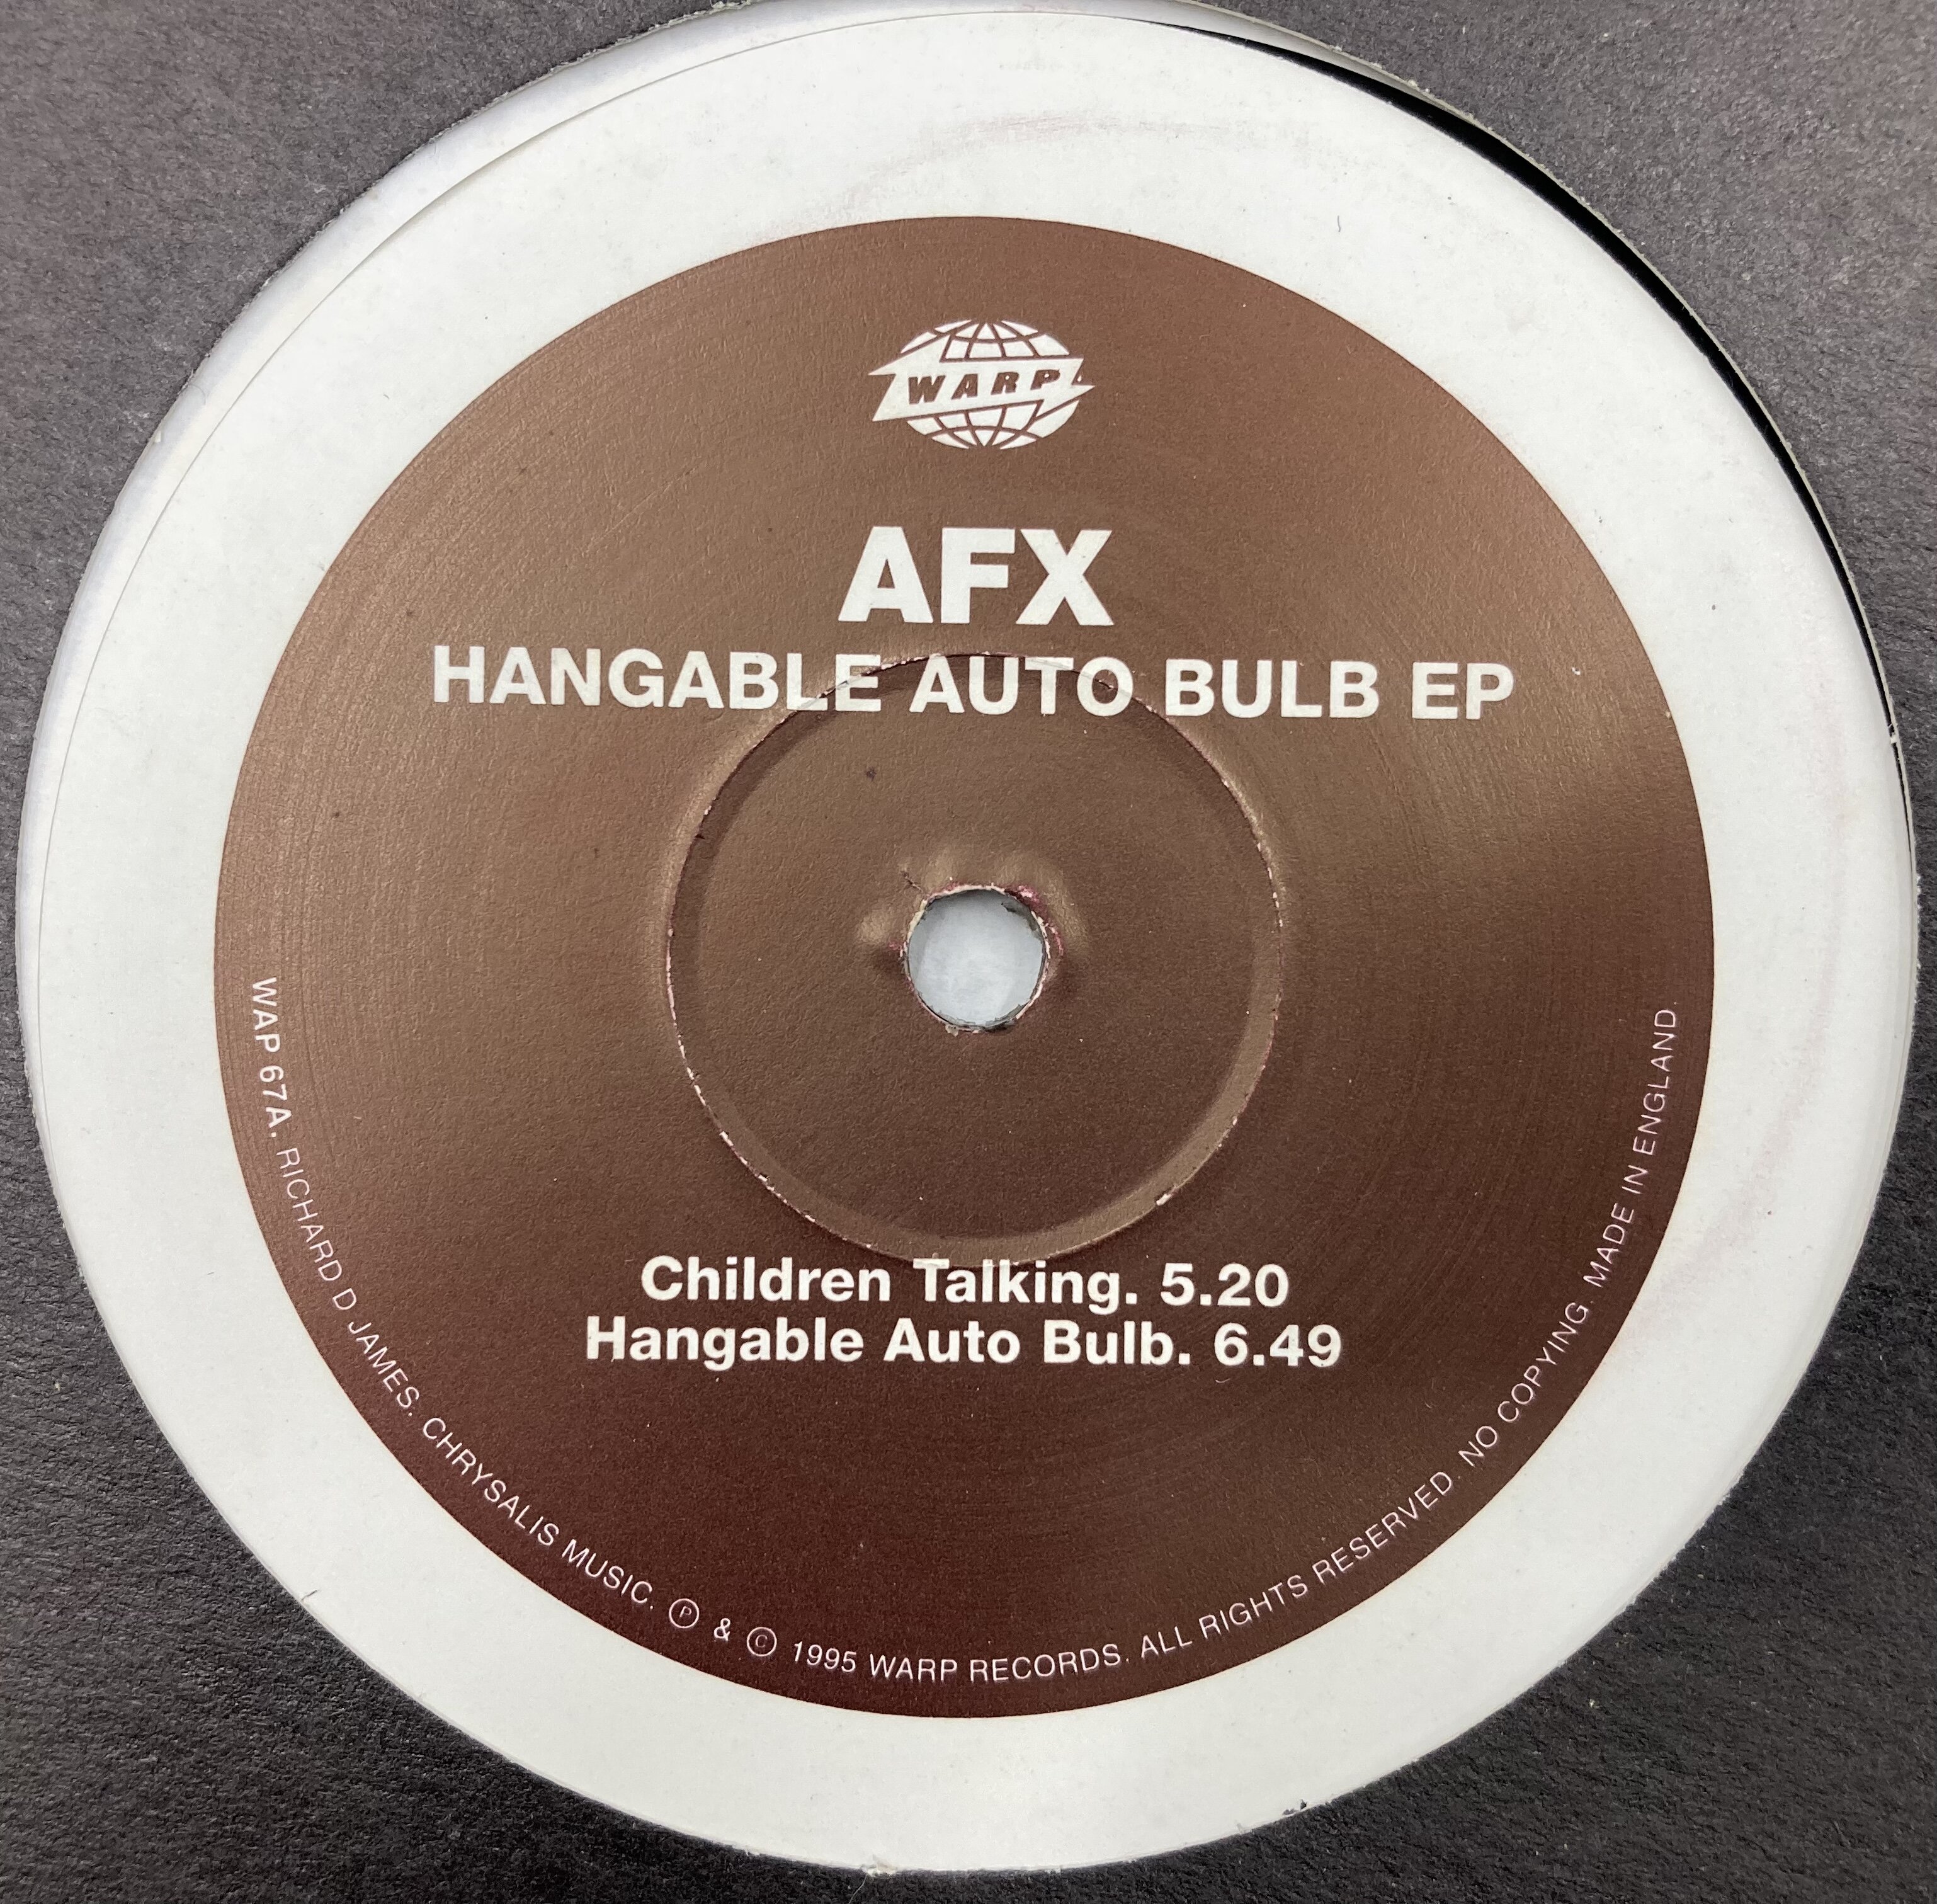 WARP
AFX
HANGABLE AUTO BULB EP
Children Talking. 5.20
Hangable Auto Bulb. 6.49
WAP 67A. RICHARD D JAMES. CHRYSALIS MUSIC. Ⓟ & © 1995 WARP RECORDS. ALL RIGHTS RESERVED. NO COPYING. MADE IN ENGLAND.